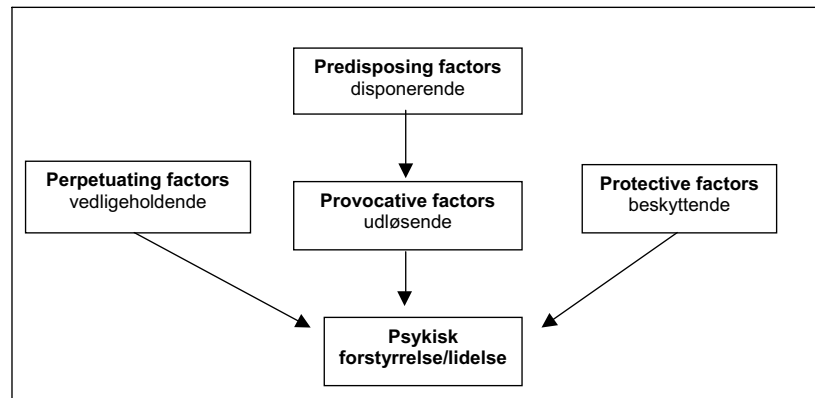 Predisposing factors
disponerende
Perpetuating factors
vedligeholdende
Provocative factors
udløsende
Protective factors
beskyttende
Psykisk
forstyrrelse/lidelse